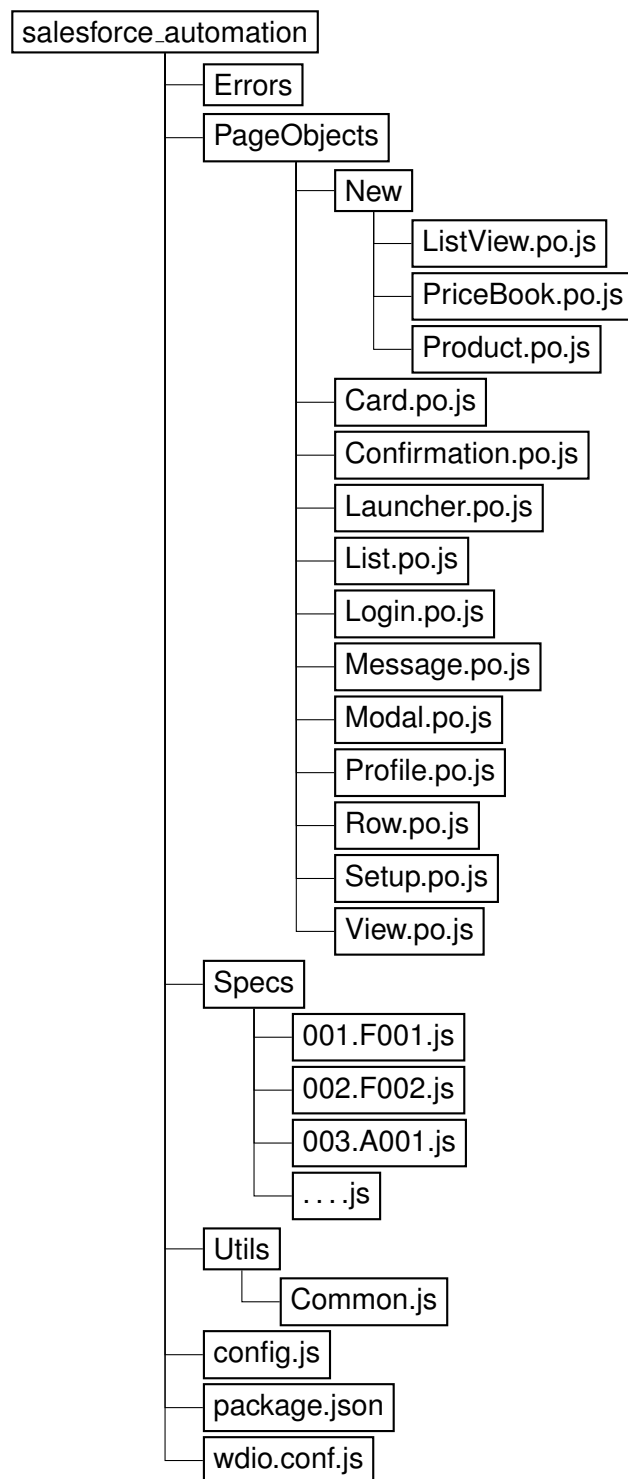 salesforce_automation
Errors
PageObjects
New
ListView.po.js
PriceBook.po.js
Product.po.js
Card.po.js
Confirmation.po.js
Launcher.po.js
List.po.js
Login.po.js
Message.po.js
Modal.po.js
Profile.po.js
Row.po.js
Setup.po.js
View.po.js
Specs
001.F001.js
002.F002.js
003.A001.js
. . . .js
Utils
Common.js
config.js
package.json
wdio.conf.js